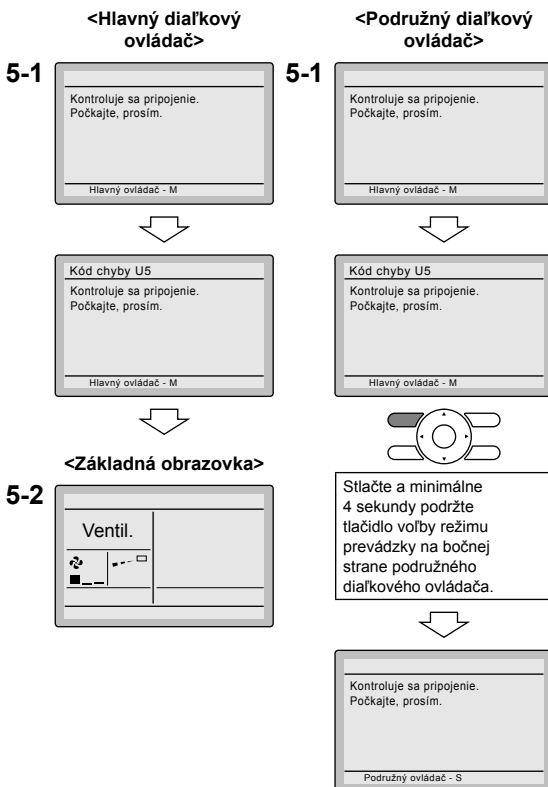 <Hlavný diaľkový
ovládač>
5-1
Kontroluje sa pripojenie.
Počkajte, prosím.
Hlavný ovládač - M
Kód chyby U5
Kontroluje sa pripojenie.
Počkajte, prosím.
Hlavný ovládač - M
<Základná obrazovka>
5-2
Ventil.
<Podružný diaľkový
ovládač>
5-1
Kontroluje sa pripojenie.
Počkajte, prosím.
Hlavný ovládač - M
Kód chyby U5
Kontroluje sa pripojenie.
Počkajte, prosím.
Hlavný ovládač - M
Stlačte a minimálne
4 sekundy podržte
tlačidlo voľby režimu
prevádzky na bočnej
strane podružného
diaľkového ovládača.
Kontroluje sa pripojenie.
Počkajte, prosím.
Podružný ovládač - S